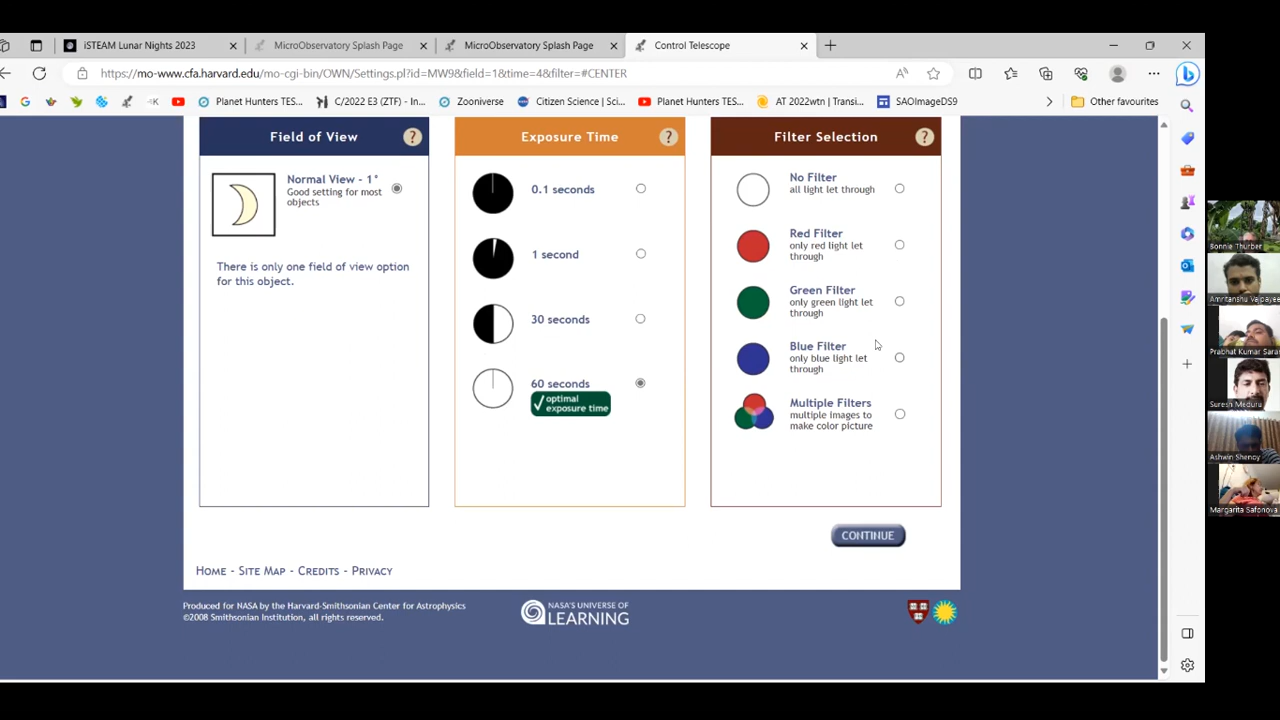 iSTEAM Lunar Nights 2023
MicroObservatory Splash Page
MicroObservatory Splash Page
Control Telescope
https://mo-www.cfa.harvard.edu/mo-cgi-bin/OWN/Settings.pl?id=MW9&field=1&time=4&filter=#CENTER
Planet Hunters TES...
C/2022 E3 (ZTF) - In...
Zooniverse
Citizen Science | Sci...
Planet Hunters TES...
AT 2022wtn | Transi...
SAOImageDS9
Other favourites
Field of View ?
Normal View - 1°
Good setting for most
objects
There is only one field of view option
for this object.
Exposure Time ?
0.1 seconds
1 second
30 seconds
60 seconds
optimal
exposure time
Filter Selection ?
No Filter
all light let through
Red Filter
only red light let
through
Green Filter
only green light let
through
Blue Filter
only blue light let
through
Multiple Filters
multiple images to
make color picture
CONTINUE
HOME - SITE MAP - CREDITS - PRIVACY
Produced for NASA by the Harvard-Smithsonian Center for Astrophysics
©2008 Smithsonian Institution, all rights reserved.
NASA'S UNIVERSE OF
LEARNING
Bonnie Thurber
Amritanshu Vajpayee
Prabhat Kumar Saras
Suresh Meduru
Ashwin Shenoy
Margarita Safonova